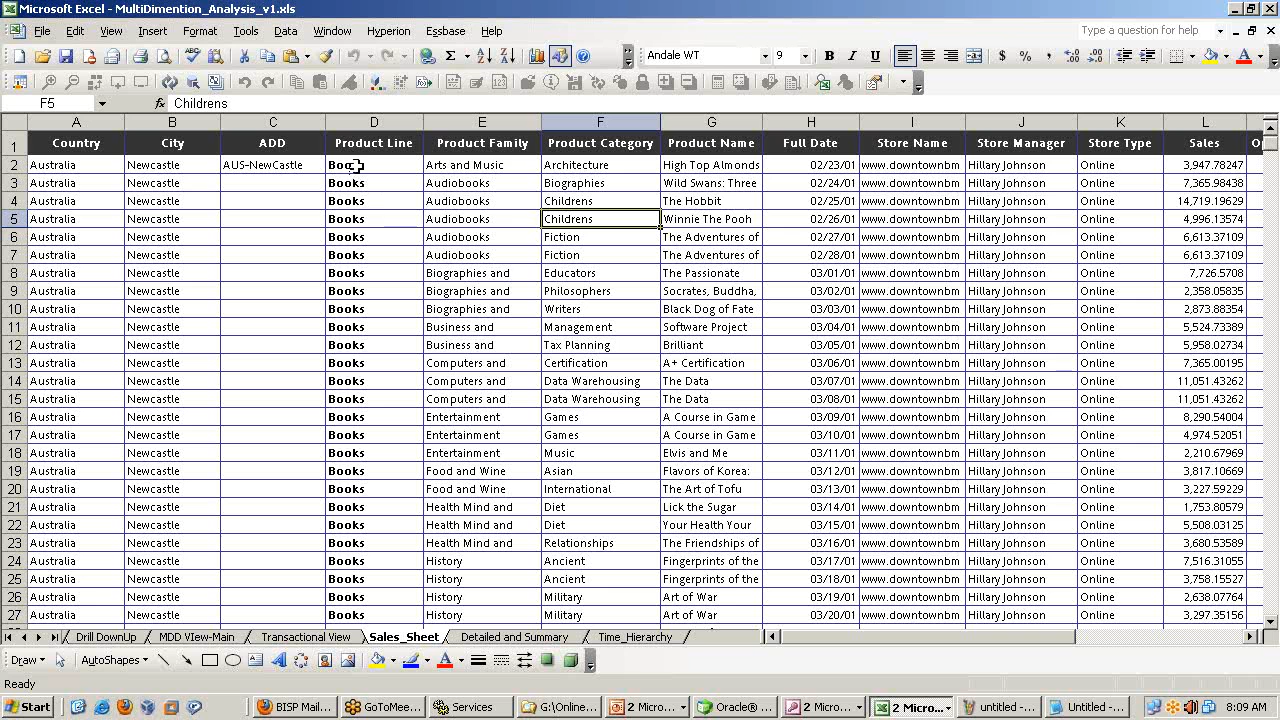 Microsoft Excel - MultiDimention_Analysis_v1.xls
File Edit View Insert Format Tools Data Window Hyperion Essbase Help Type a question for help
Andale WT 9 B I U $ % ,
F5 fx Childrens
A B C D E F G H I J K L
1 Country City ADD Product Line Product Family Product Category Product Name Full Date Store Name Store Manager Store Type Sales
2 Australia Newcastle AUS-NewCastle Arts and Music Architecture High Top Almonds 02/23/01 www.downtownbm Hillary Johnson Online 3,947.78247
3 Australia Newcastle Books Audiobooks Biographies Wild Swans: Three 02/24/01 www.downtownbm Hillary Johnson Online 7,365.98438
4 Australia Newcastle Books Audiobooks Childrens The Hobbit 02/25/01 www.downtownbm Hillary Johnson Online 14,719.19629
5 Australia Newcastle Books Audiobooks Childrens Winnie The Pooh 02/26/01 www.downtownbm Hillary Johnson Online 4,996.13574
6 Australia Newcastle Books Audiobooks Fiction The Adventures of 02/27/01 www.downtownbm Hillary Johnson Online 6,613.37109
7 Australia Newcastle Books Audiobooks Fiction The Adventures of 02/28/01 www.downtownbm Hillary Johnson Online 6,613.37109
8 Australia Newcastle Books Biographies and Educators The Passionate 03/01/01 www.downtownbm Hillary Johnson Online 7,726.5708
9 Australia Newcastle Books Biographies and Philosophers Socrates, Buddha, 03/02/01 www.downtownbm Hillary Johnson Online 2,358.05835
10 Australia Newcastle Books Biographies and Writers Black Dog of Fate 03/03/01 www.downtownbm Hillary Johnson Online 2,873.88354
11 Australia Newcastle Books Business and Management Software Project 03/04/01 www.downtownbm Hillary Johnson Online 5,524.73389
12 Australia Newcastle Books Business and Tax Planning Brilliant 03/05/01 www.downtownbm Hillary Johnson Online 5,958.02734
13 Australia Newcastle Books Computers and Certification A+ Certification 03/06/01 www.downtownbm Hillary Johnson Online 7,365.00195
14 Australia Newcastle Books Computers and Data Warehousing The Data 03/07/01 www.downtownbm Hillary Johnson Online 11,051.43262
15 Australia Newcastle Books Computers and Data Warehousing The Data 03/08/01 www.downtownbm Hillary Johnson Online 11,051.43262
16 Australia Newcastle Books Entertainment Games A Course in Game 03/09/01 www.downtownbm Hillary Johnson Online 8,290.54004
17 Australia Newcastle Books Entertainment Games A Course in Game 03/10/01 www.downtownbm Hillary Johnson Online 4,974.52051
18 Australia Newcastle Books Entertainment Music Elvis and Me 03/11/01 www.downtownbm Hillary Johnson Online 2,210.67969
19 Australia Newcastle Books Food and Wine Asian Flavors of Korea: 03/12/01 www.downtownbm Hillary Johnson Online 3,817.10669
20 Australia Newcastle Books Food and Wine International The Art of Tofu 03/13/01 www.downtownbm Hillary Johnson Online 3,227.59229
21 Australia Newcastle Books Health Mind and Diet Lick the Sugar 03/14/01 www.downtownbm Hillary Johnson Online 1,753.80579
22 Australia Newcastle Books Health Mind and Diet Your Health Your 03/15/01 www.downtownbm Hillary Johnson Online 5,508.03125
23 Australia Newcastle Books Health Mind and Relationships The Friendships of 03/16/01 www.downtownbm Hillary Johnson Online 3,680.53589
24 Australia Newcastle Books History Ancient Fingerprints of the 03/17/01 www.downtownbm Hillary Johnson Online 7,516.31055
25 Australia Newcastle Books History Ancient Fingerprints of the 03/18/01 www.downtownbm Hillary Johnson Online 3,758.15527
26 Australia Newcastle Books History Military Art of War 03/19/01 www.downtownbm Hillary Johnson Online 2,638.07764
27 Australia Newcastle Books History Military Art of War 03/20/01 www.downtownbm Hillary Johnson Online 3,297.35156
Drill DownUp MDD VIew-Main Transactional View Sales_Sheet Detailed and Summary Time_Hierarchy
Draw AutoShapes
Ready
Start BISP Mail... GoToMee... Services G:\Online... 2 Micro... Oracle® ... 2 Micro... 2 Micro... untitled -... Untitled -... 8:09 AM